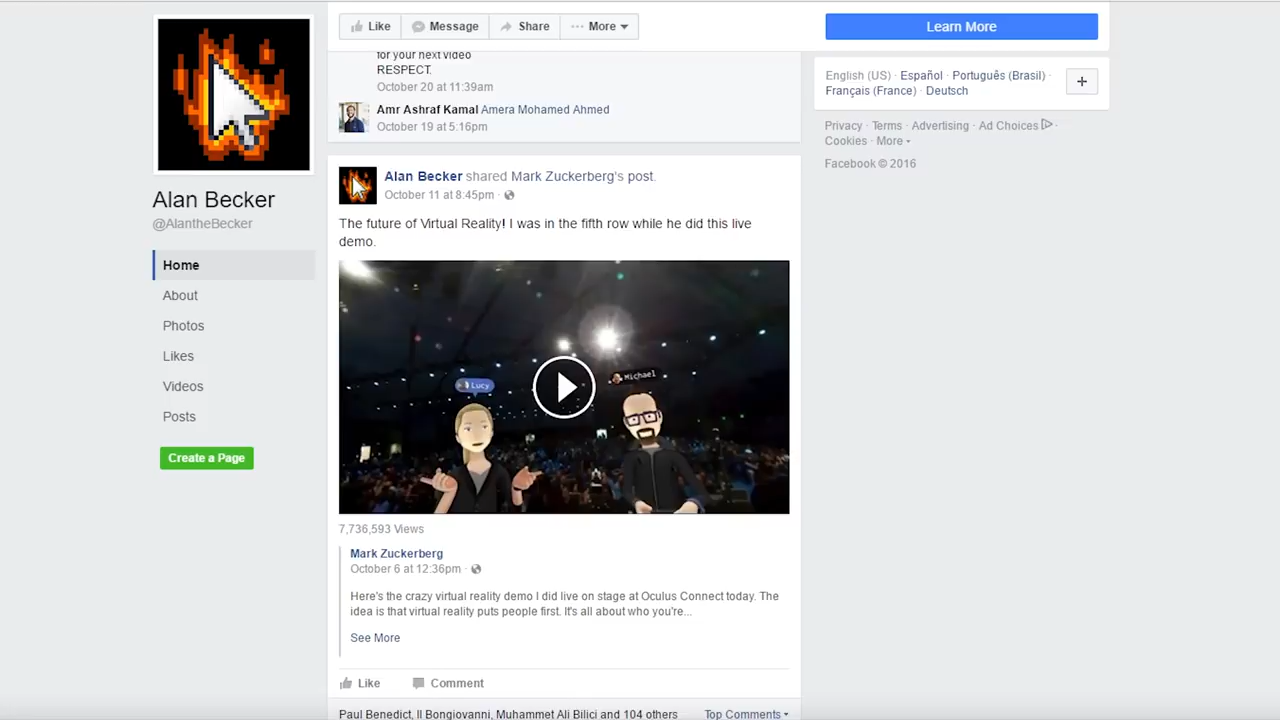 Like
Message
Share
More
Learn More
for your next video
RESPECT.
October 20 at 11:39am
Amr Ashraf Kamal Amera Mohamed Ahmed
October 19 at 5:16pm
English (US) · Español · Português (Brasil) ·
Français (France) · Deutsch
+
Privacy · Terms · Advertising · Ad Choices ·
Cookies · More
Facebook © 2016
Alan Becker
@AlantheBecker
Home
About
Photos
Likes
Videos
Posts
Create a Page
Alan Becker shared Mark Zuckerberg's post.
October 11 at 8:45pm ·
The future of Virtual Reality! I was in the fifth row while he did this live
demo.
Lucy
Michael
7,736,593 Views
Mark Zuckerberg
October 6 at 12:36pm ·
Here's the crazy virtual reality demo I did live on stage at Oculus Connect today. The
idea is that virtual reality puts people first. It's all about who you're...
See More
Like
Comment
Paul Benedict, Il Bongiovanni, Muhammet Ali Bilici and 104 others
Top Comments